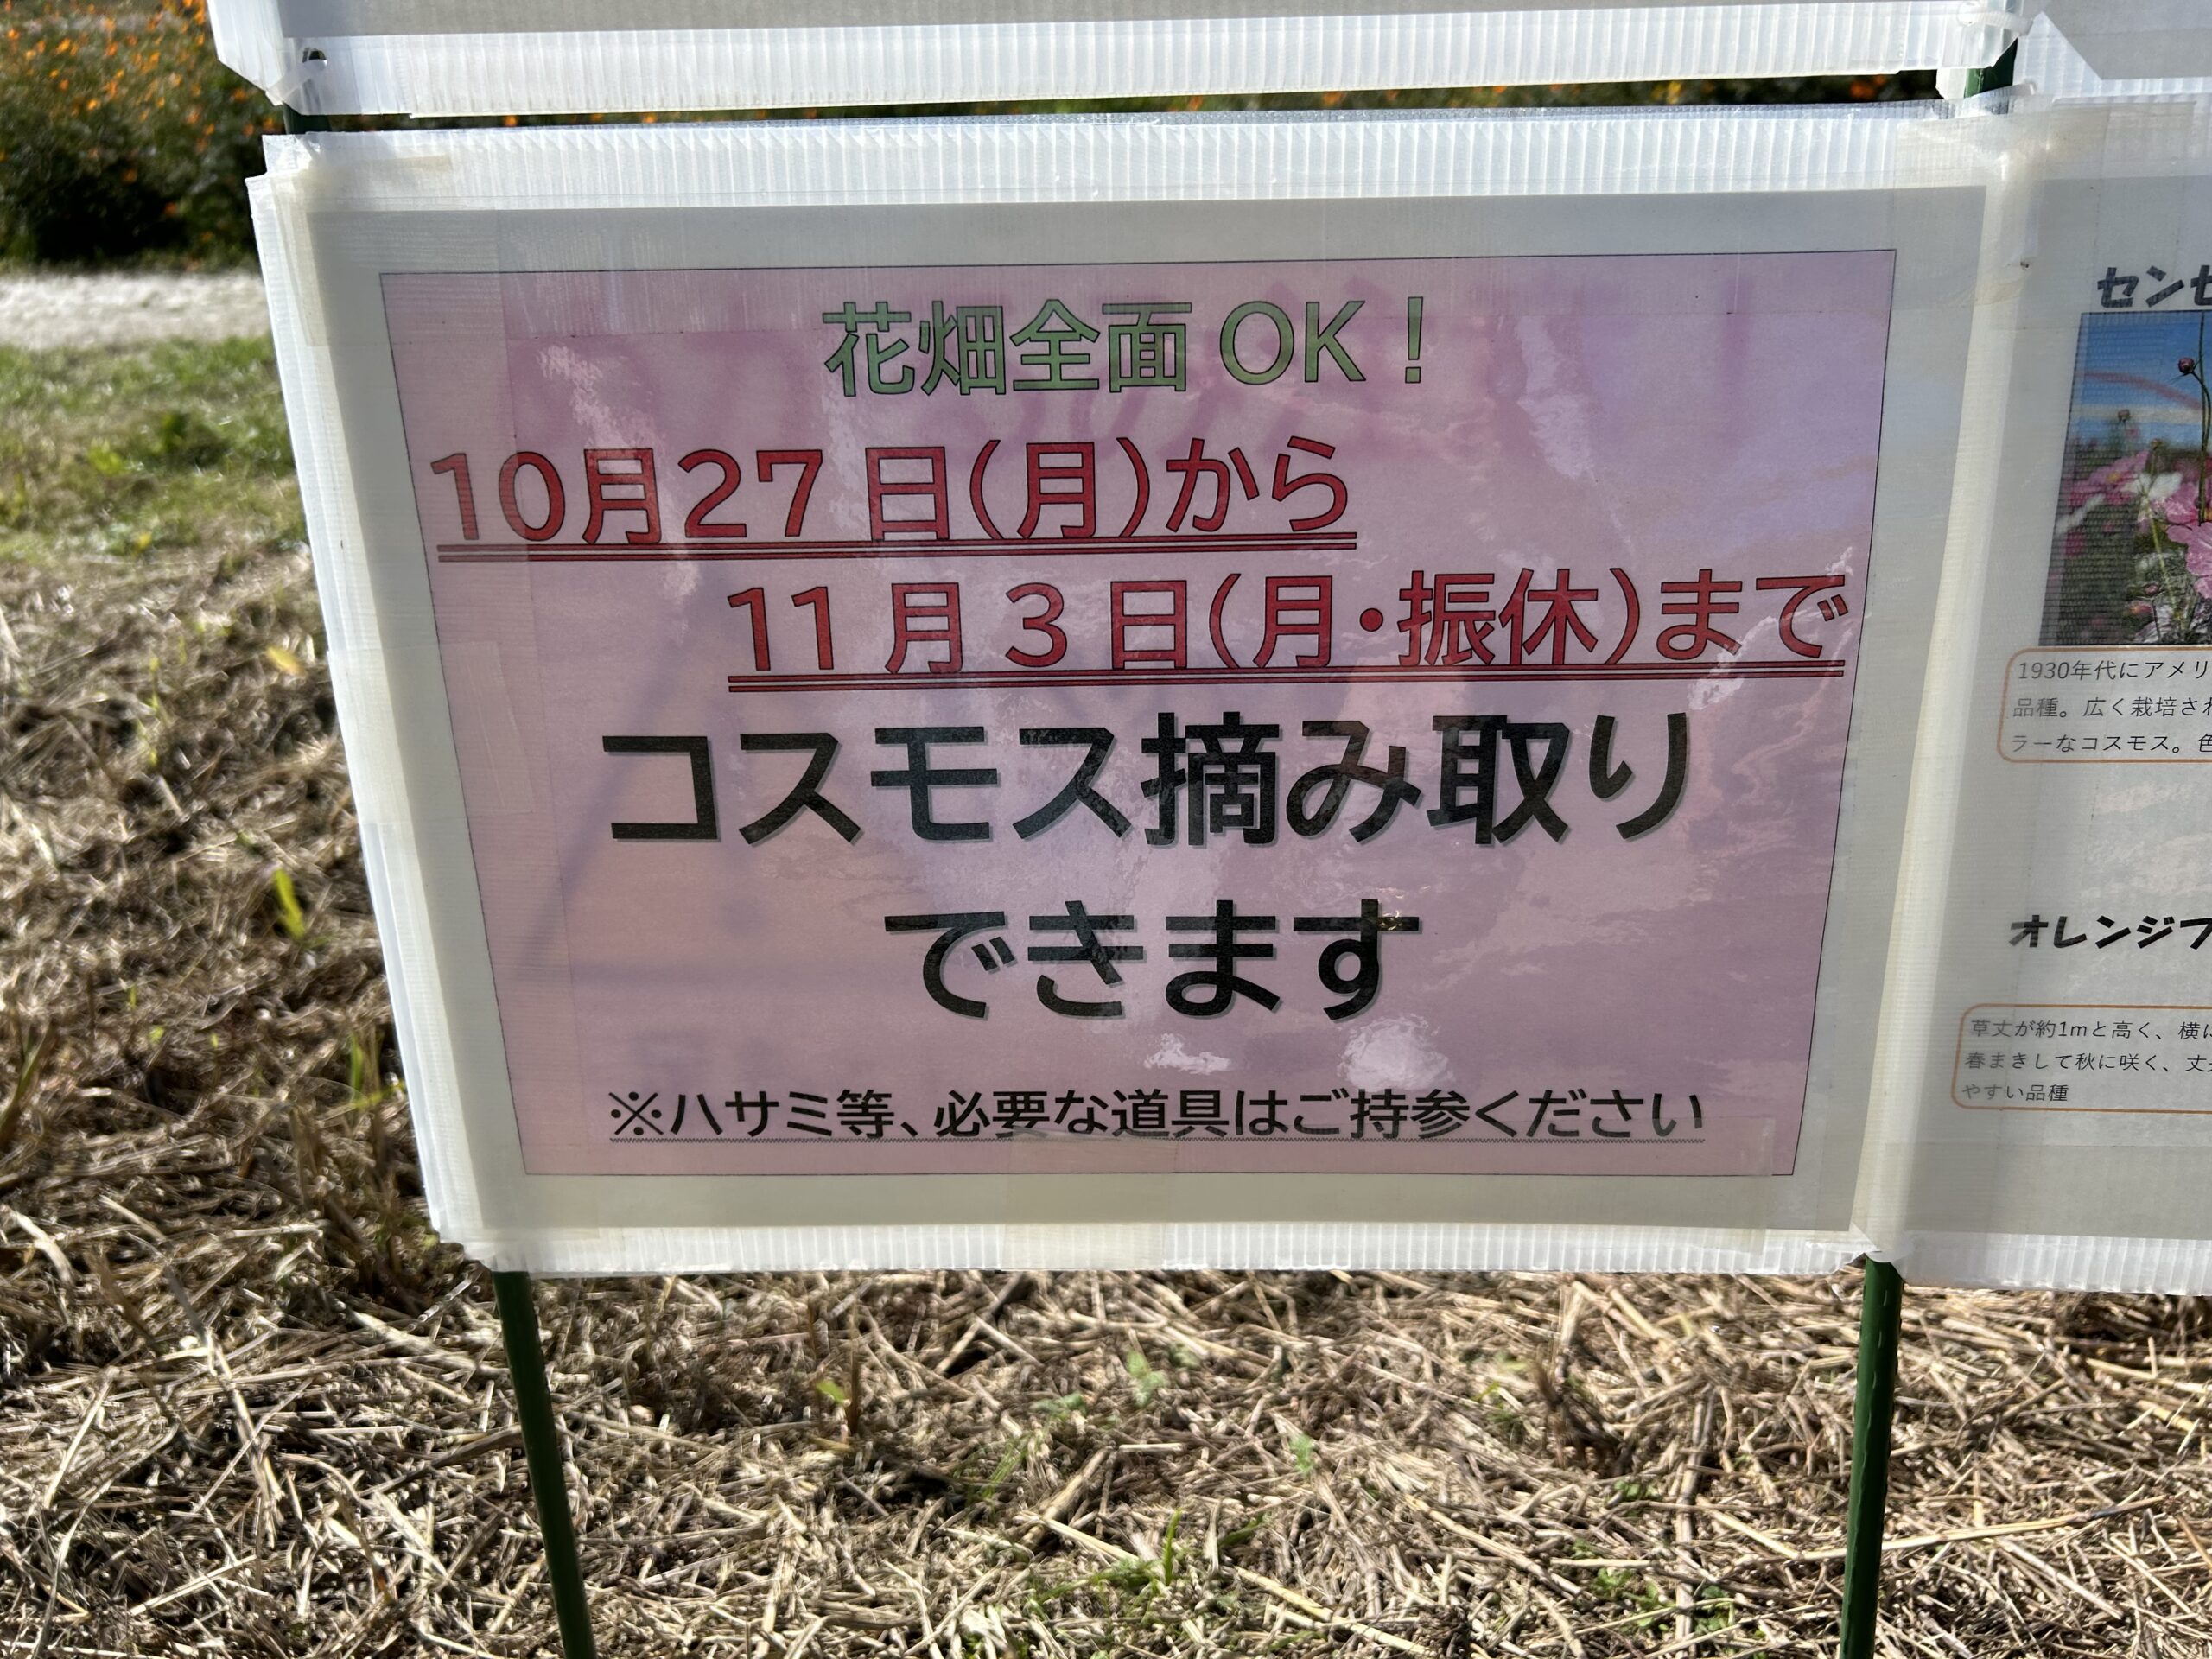 花畑全面 OK！
10月27日(月)から
11月3日(月・振休)まで
コスモス摘み取り
できます
※ハサミ等、必要な道具はご持参ください
センセ
1930年代にアメリ
品種。広く栽培され
ラーなコスモス。色
オレンジ
草丈が約1mと高く、横に
春まきして秋に咲く、丈
やすい品種